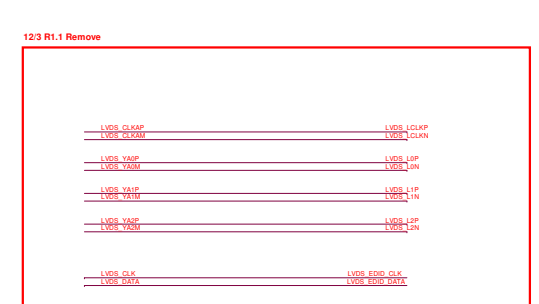 12/3 R1.1 Remove
LVDS_CLKAP LVDS_LCLKP
LVDS_CLKAM LVDS_LCLKN
LVDS_YA0P LVDS_L0P
LVDS_YA0M LVDS_L0N
LVDS_YA1P LVDS_L1P
LVDS_YA1M LVDS_L1N
LVDS_YA2P LVDS_L2P
LVDS_YA2M LVDS_L2N
LVDS_CLK LVDS_EDID_CLK
LVDS_DATA LVDS_EDID_DATA